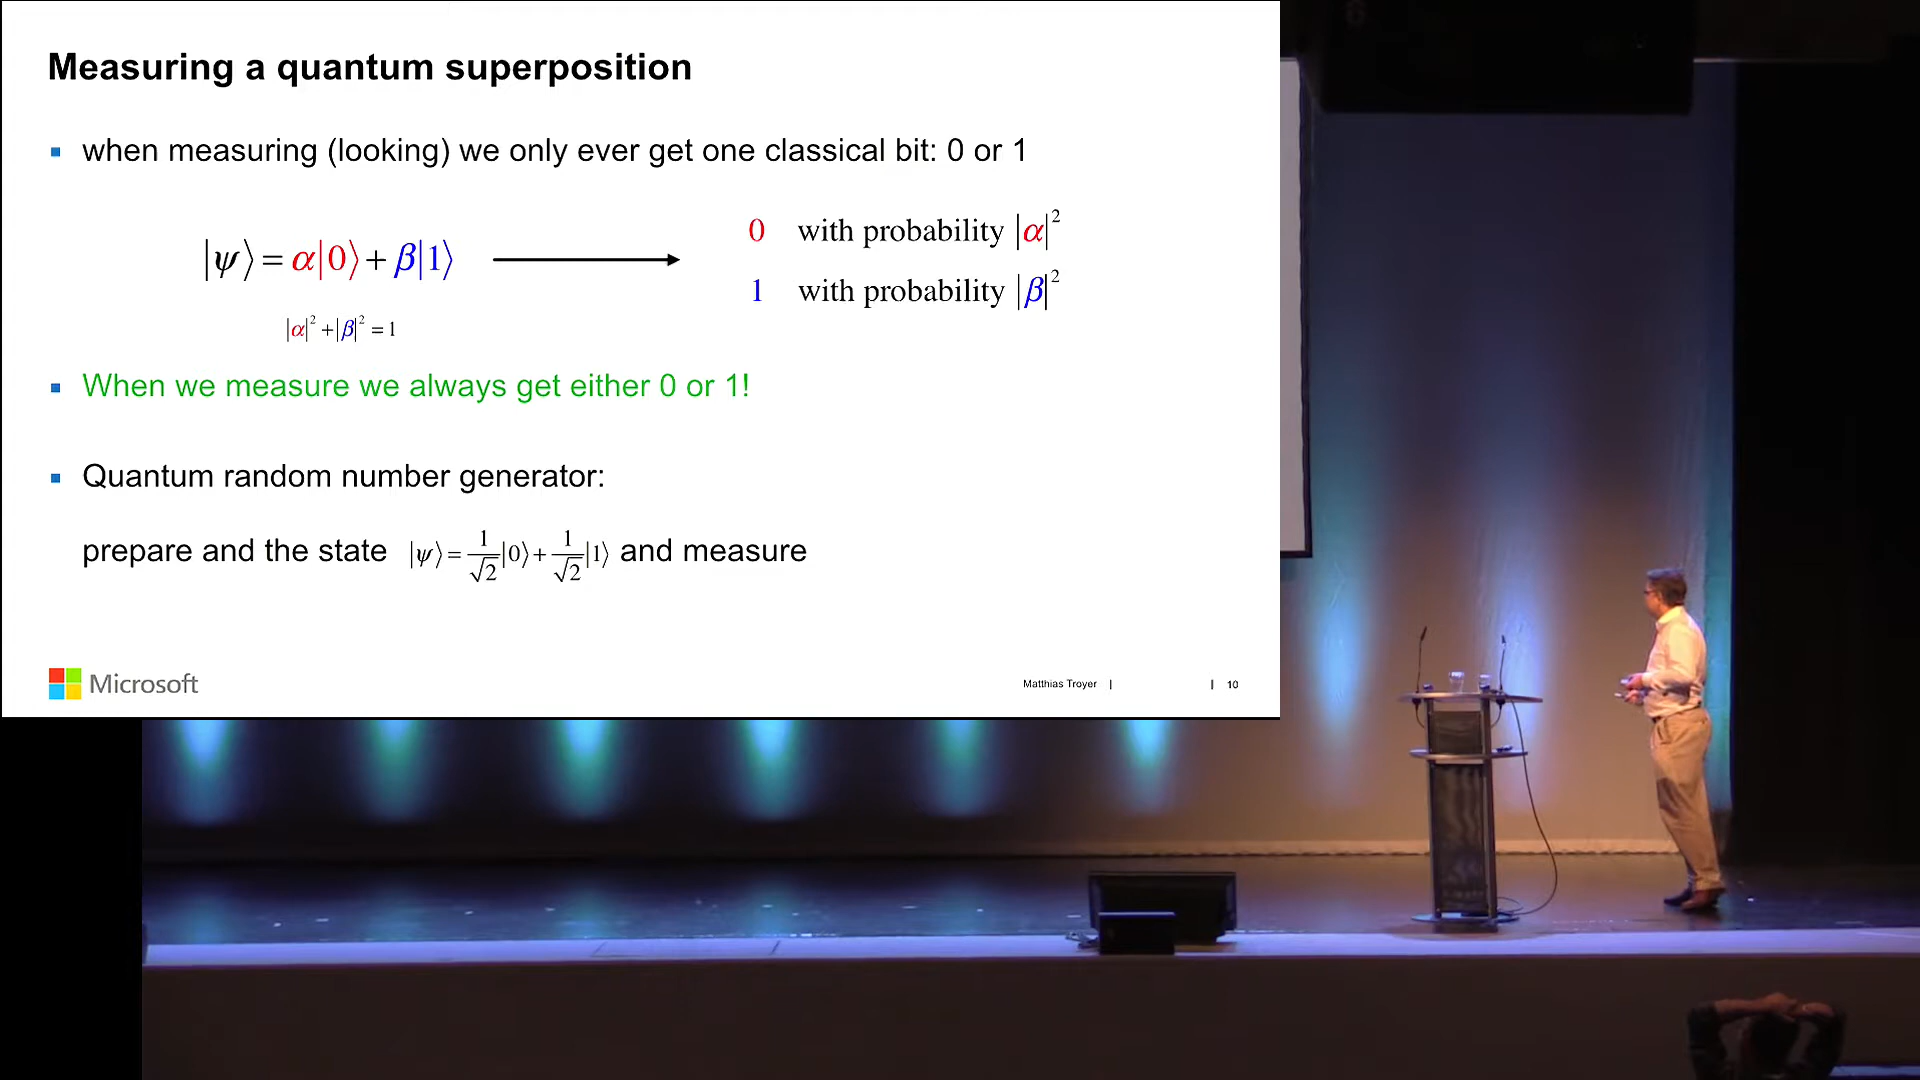 Measuring a quantum superposition
when measuring (looking) we only ever get one classical bit: 0 or 1
|ψ⟩ = α|0⟩ + β|1⟩
0 with probability |α|²
1 with probability |β|²
|α|² + |β|² = 1
When we measure we always get either 0 or 1!
Quantum random number generator:
prepare and the state |ψ⟩ = 1/√2 |0⟩ + 1/√2 |1⟩ and measure
Microsoft
Matthias Troyer | | 10